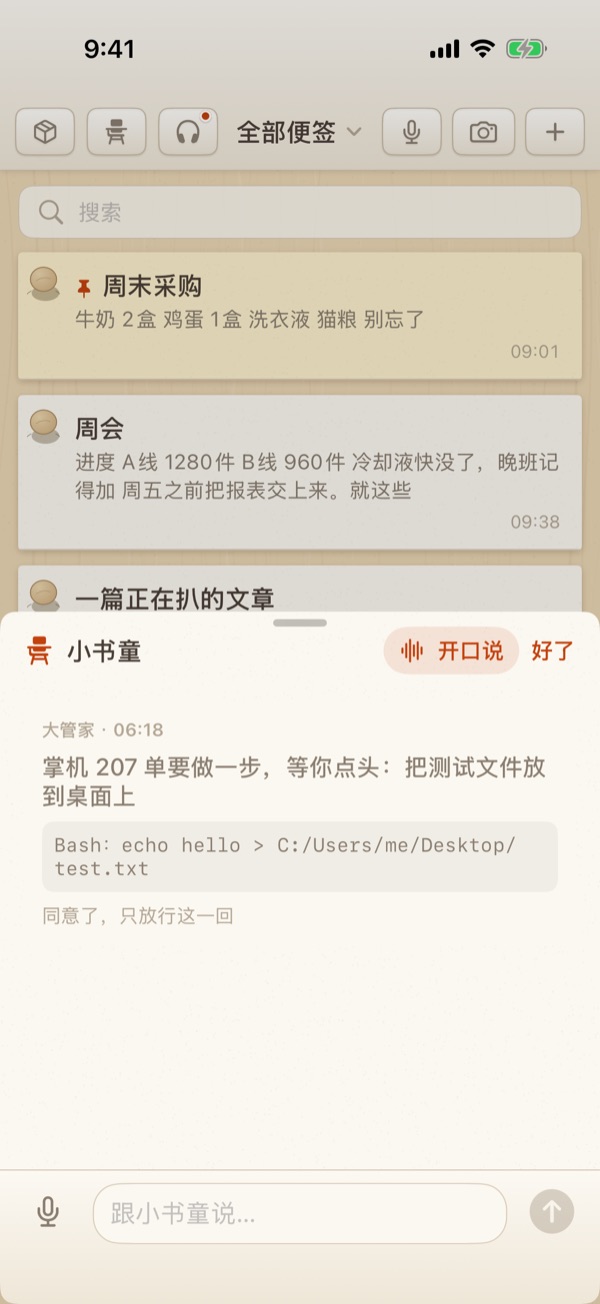 9:41
全部便签
搜索
周末采购
牛奶 2盒 鸡蛋 1盒 洗衣液 猫粮 别忘了
09:01
周会
进度 A线 1280件 B线 960件 冷却液快没了，晚班记
得加 周五之前把报表交上来。就这些
09:38
一篇正在扒的文章
小书童
开口说
好了
大管家 · 06:18
掌机 207 单要做一步，等你点头：把测试文件放
到桌面上
Bash: echo hello > C:/Users/me/Desktop/
test.txt
同意了，只放行这一回
跟小书童说...